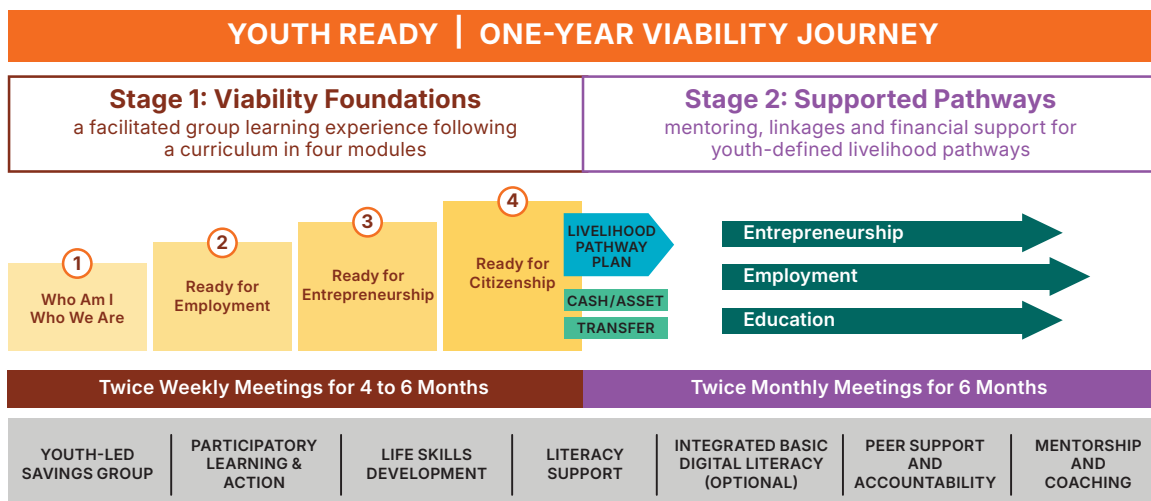 YOUTH READY | ONE-YEAR VIABILITY JOURNEY
Stage 1: Viability Foundations
a facilitated group learning experience following
a curriculum in four modules
Stage 2: Supported Pathways
mentoring, linkages and financial support for
youth-defined livelihood pathways
1
Who Am I
Who We Are
2
Ready for
Employment
3
Ready for
Entrepreneurship
4
Ready for
Citizenship
LIVELIHOOD
PATHWAY
PLAN
CASH/ASSET
TRANSFER
Entrepreneurship
Employment
Education
Twice Weekly Meetings for 4 to 6 Months
Twice Monthly Meetings for 6 Months
YOUTH-LED
SAVINGS GROUP
PARTICIPATORY
LEARNING &
ACTION
LIFE SKILLS
DEVELOPMENT
LITERACY
SUPPORT
INTEGRATED BASIC
DIGITAL LITERACY
(OPTIONAL)
PEER SUPPORT
AND
ACCOUNTABILITY
MENTORSHIP
AND
COACHING